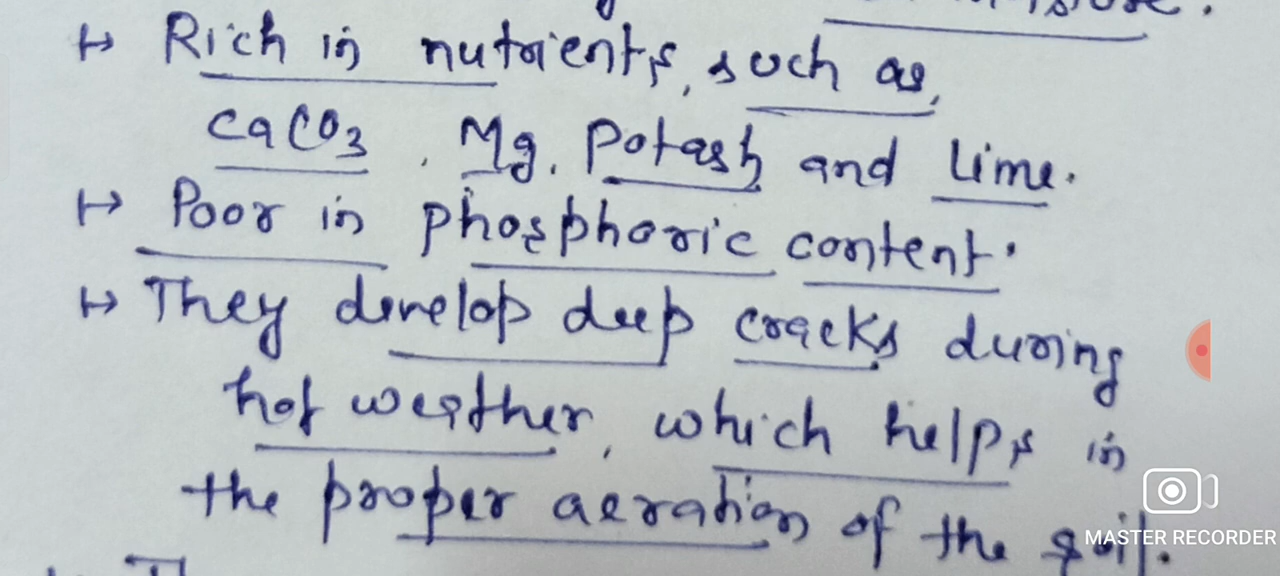 ↦ Rich in nutrients, such as,
CaCO3, Mg, Potash and Lime.
↦ Poor in phosphoric content.
↦ They develop deep cracks during
hot weather, which helps in
the proper aeration of the soil.
MASTER RECORDER